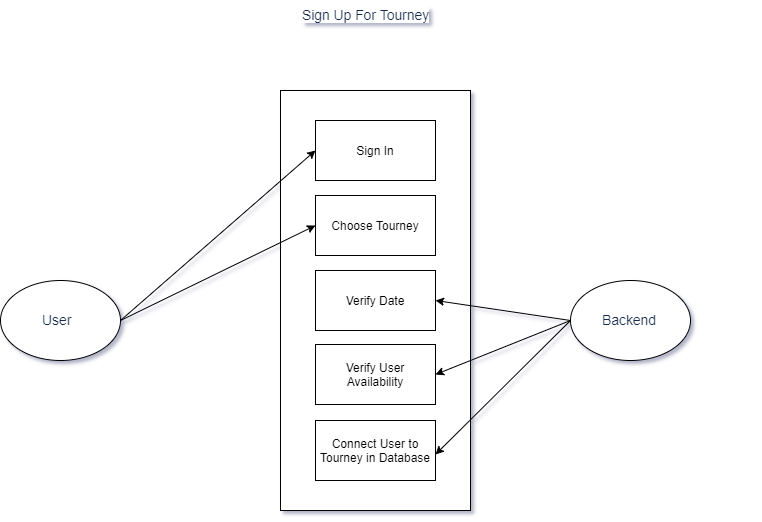 Sign Up For Tourney
Sign In
Choose Tourney
User
Verify Date
Backend
Verify User
Availability
Connect User to
Tourney in Database